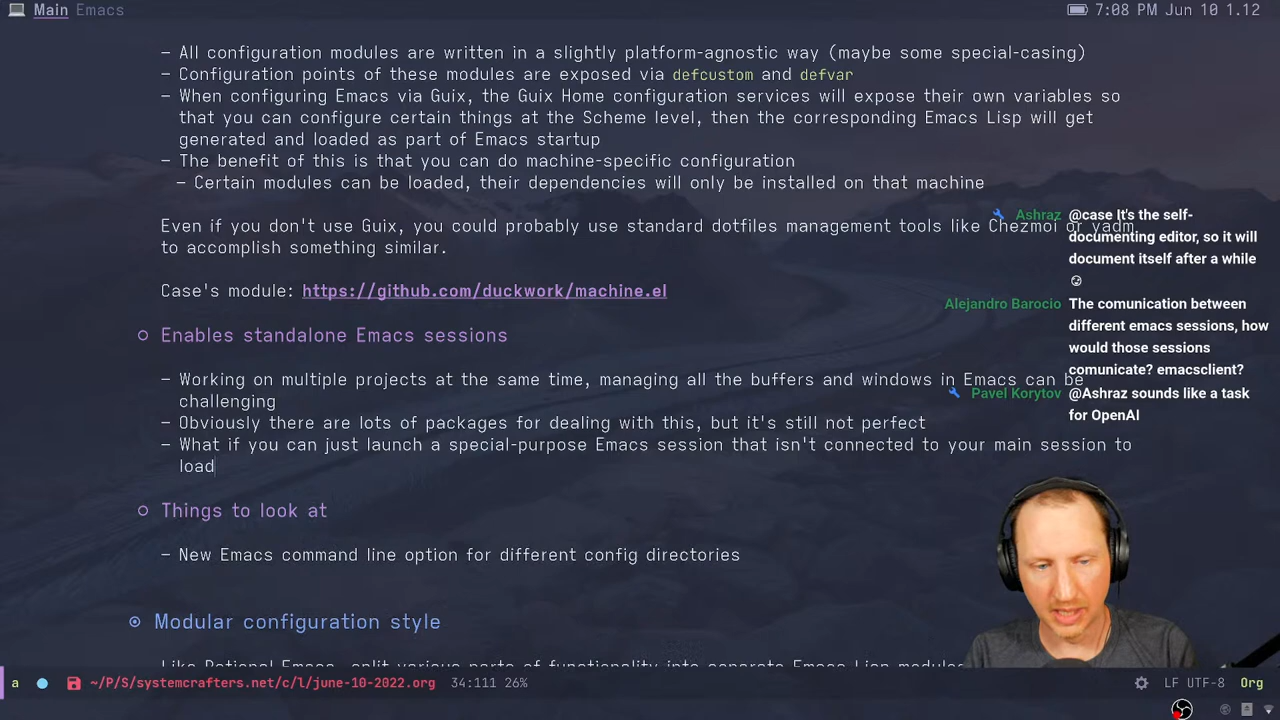 Main Emacs
7:08 PM Jun 10 1.12
- All configuration modules are written in a slightly platform-agnostic way (maybe some special-casing)
- Configuration points of these modules are exposed via defcustom and defvar
- When configuring Emacs via Guix, the Guix Home configuration services will expose their own variables so
that you can configure certain things at the Scheme level, then the corresponding Emacs Lisp will get
generated and loaded as part of Emacs startup
- The benefit of this is that you can do machine-specific configuration
- Certain modules can be loaded, their dependencies will only be installed on that machine
Even if you don't use Guix, you could probably use standard dotfiles management tools like Chezmoi or yadm
to accomplish something similar.
Case's module: https://github.com/duckwork/machine.el
Enables standalone Emacs sessions
- Working on multiple projects at the same time, managing all the buffers and windows in Emacs can be
challenging
- Obviously there are lots of packages for dealing with this, but it's still not perfect
- What if you can just launch a special-purpose Emacs session that isn't connected to your main session to
load
Things to look at
- New Emacs command line option for different config directories
Modular configuration style
Like Rational Emacs, split various parts of functionality into separate Emacs Lisp modules
Ashraz @case It's the self-
documenting editor, so it will
document itself after a while
Alejandro Barocio The comunication between
different emacs sessions, how
would those sessions
comunicate? emacsclient?
Pavel Korytov @Ashraz sounds like a task
for OpenAI
a ~/P/S/systemcrafters.net/c/l/june-10-2022.org 34:111 26%
LF UTF-8 Org